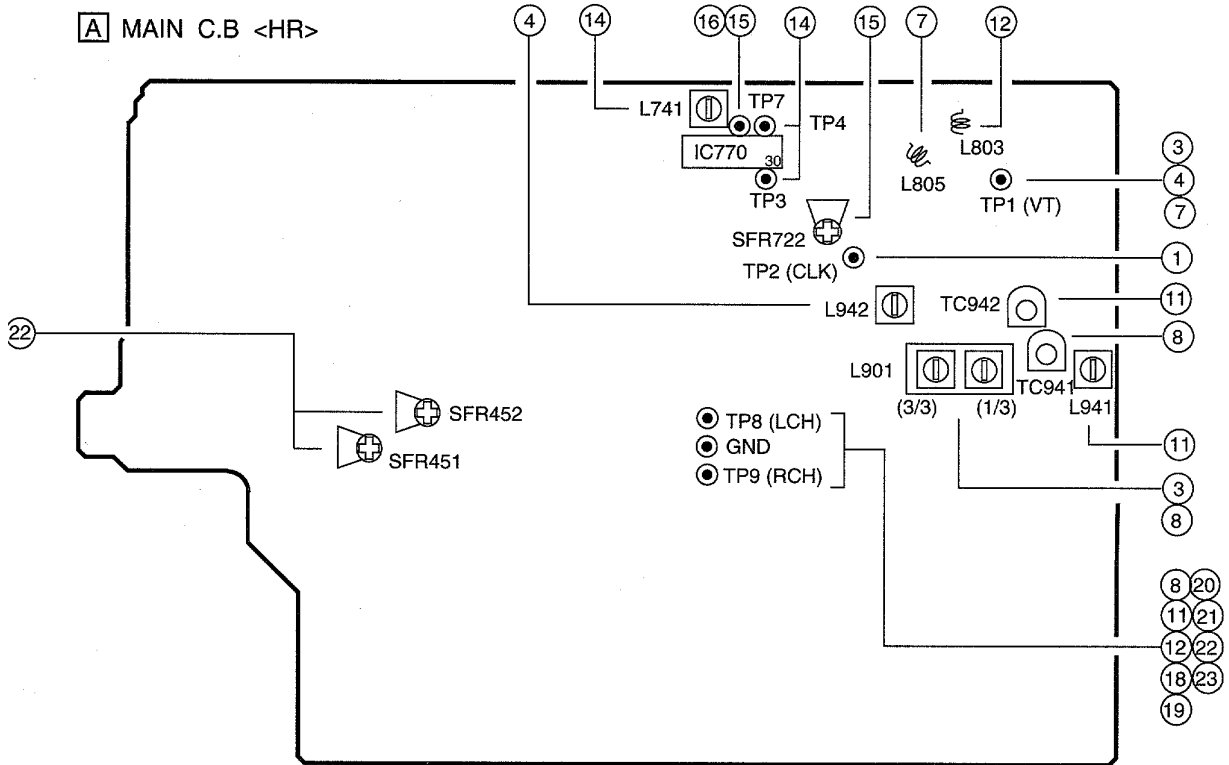 A MAIN C.B <HR>
4 14 16 15 14 15 7 12
L741 TP7 TP4
IC770 30
TP3
L803
L805
TP1 (VT)
3
4
7
SFR722
TP2 (CLK)
1
L942
TC942
11
8
22
L901
(3/3) (1/3)
TC941
L941
SFR452
SFR451
TP8 (LCH)
GND
TP9 (RCH)
11
3
8
8 20
11 21
12 22
18 23
19